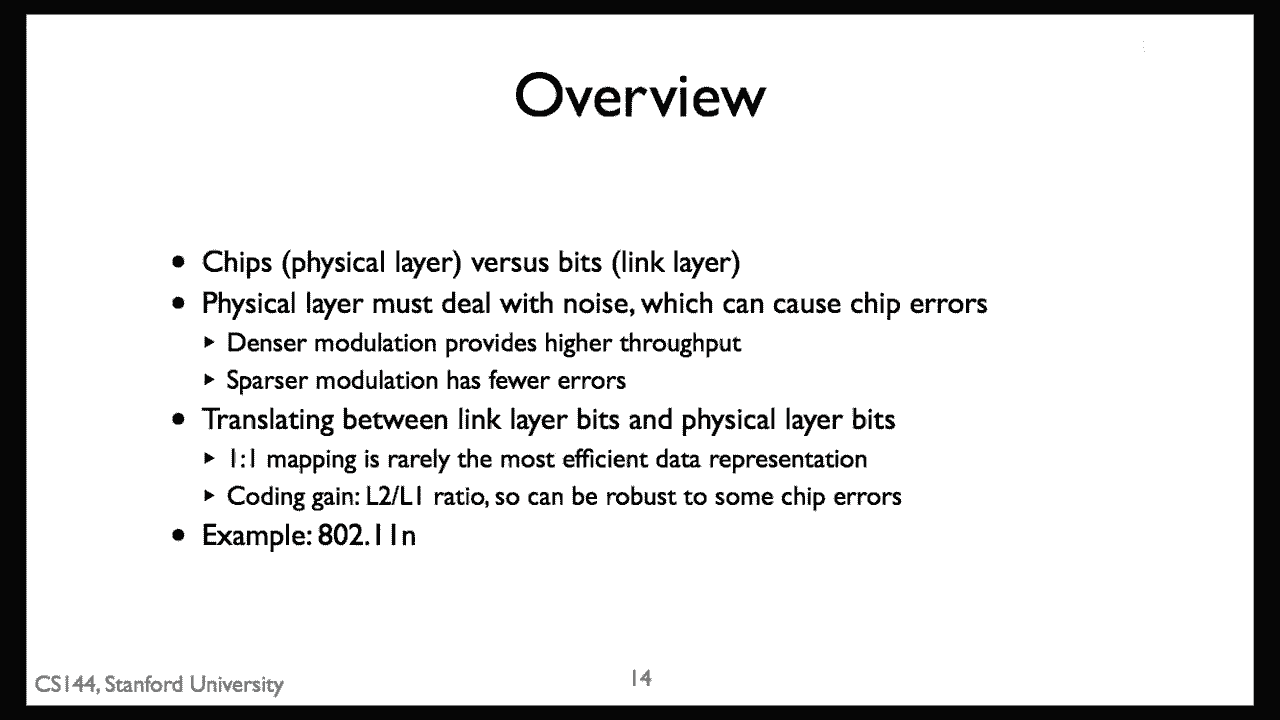 Overview
• Chips (physical layer) versus bits (link layer)
• Physical layer must deal with noise, which can cause chip errors
▸ Denser modulation provides higher throughput
▸ Sparser modulation has fewer errors
• Translating between link layer bits and physical layer bits
▸ 1:1 mapping is rarely the most efficient data representation
▸ Coding gain: L2/L1 ratio, so can be robust to some chip errors
• Example: 802.11n
CS144, Stanford University
14